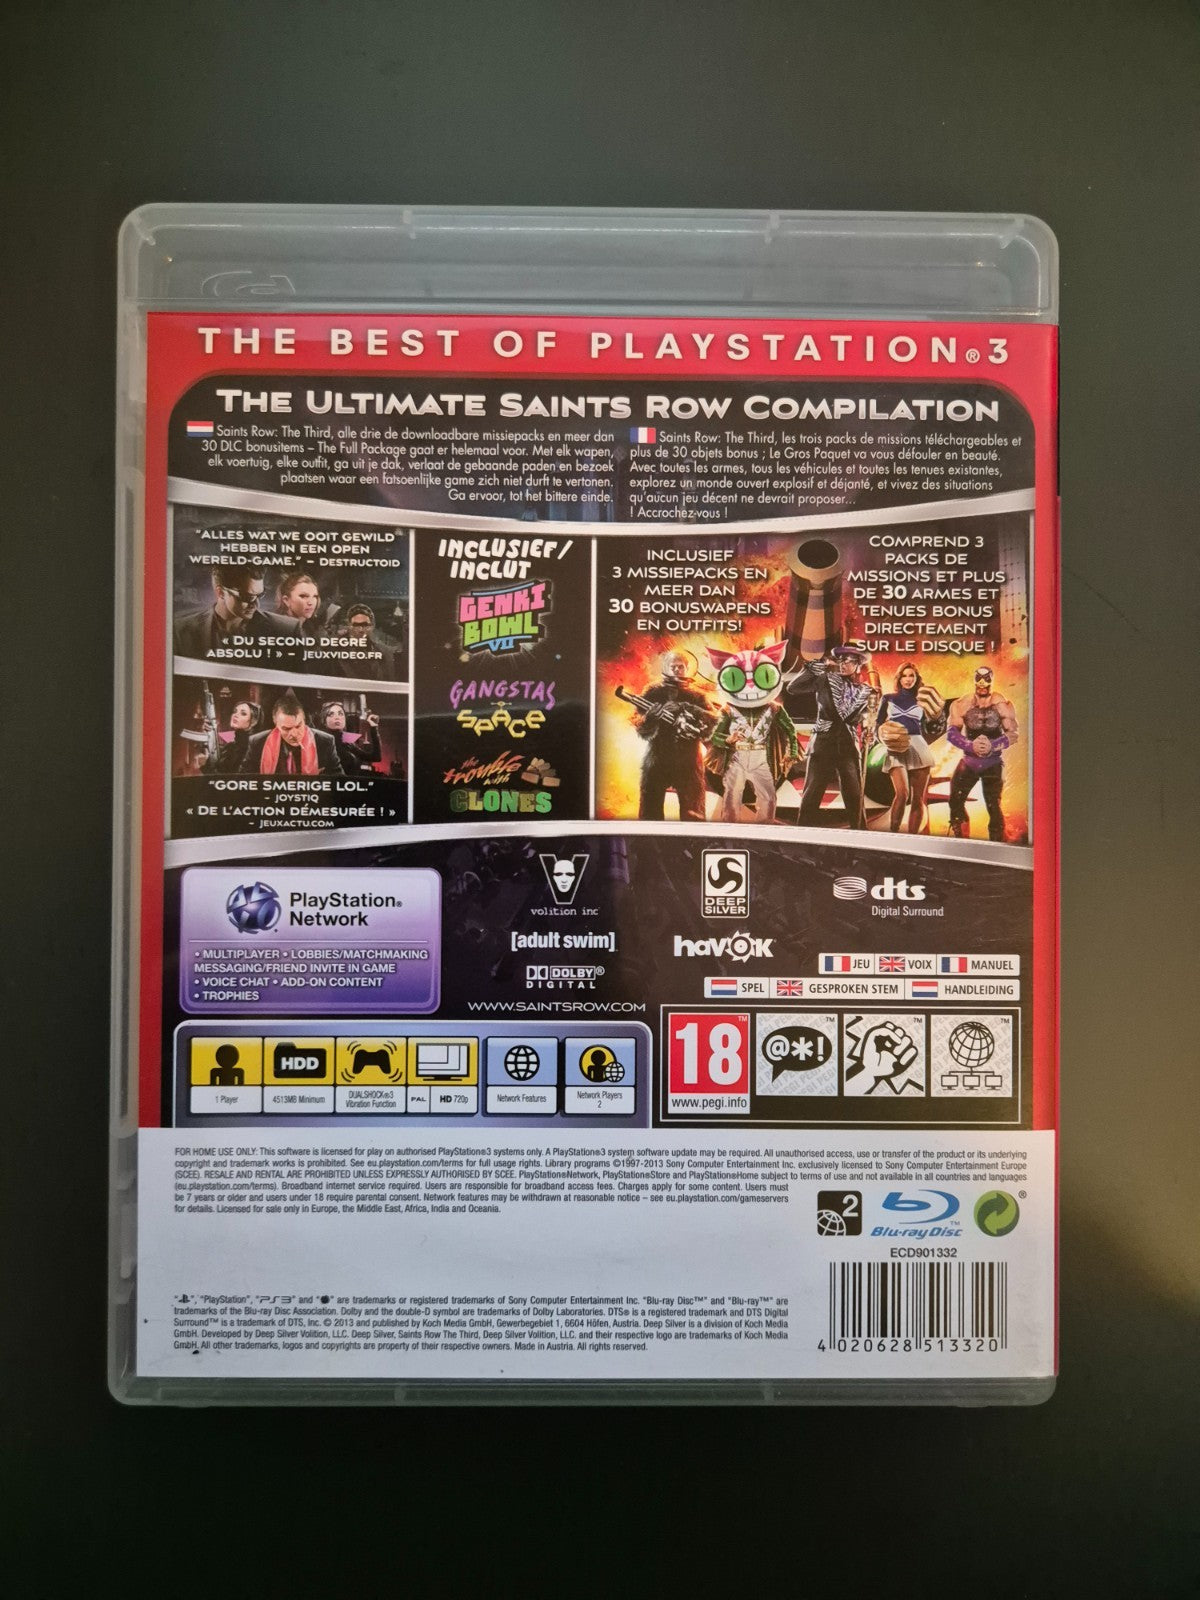 THE BEST OF PLAYSTATION®3
THE ULTIMATE SAINTS ROW COMPILATION
Saints Row: The Third, alle drie de downloadbare missiepacks en meer dan
30 DLC bonusitems – The Full Package gaat er helemaal voor. Met elk wapen,
elk voertuig, elke outfit, ga uit je dak, verlaat de gebaande paden en bezoek
plaatsen waar een fatsoenlijke game zich niet durft te vertonen.
Ga ervoor, tot het bittere einde.
Saints Row: The Third, les trois packs de missions téléchargeables et
plus de 30 objets bonus ; Le Gros Paquet va vous défouler en beauté.
Avec toutes les armes, tous les véhicules et toutes les tenues existantes,
explorez un monde ouvert explosif et déjanté, et vivez des situations
qu'aucun jeu décent ne devrait proposer...
! Accrochez-vous !
"ALLES WAT WE OOIT GEWILD
HEBBEN IN EEN OPEN
WERELD-GAME." – DESTRUCTOID
« DU SECOND DEGRÉ
ABSOLU ! » – JEUXVIDEO.FR
"GORE SMERIGE LOL."
- JOYSTIQ
« DE L'ACTION DÉMESURÉE ! »
- JEUXACTU.COM
INCLUSIEF/
INCLUT
GENKI
BOWL
VII
GANGSTAS
SPACE
the
trouble
with
CLONES
INCLUSIEF
3 MISSIEPACKS EN
MEER DAN
30 BONUSWAPENS
EN OUTFITS!
COMPREND 3
PACKS DE
MISSIONS ET PLUS
DE 30 ARMES ET
TENUES BONUS
DIRECTEMENT
SUR LE DISQUE !
PlayStation®
Network
• MULTIPLAYER • LOBBIES/MATCHMAKING
MESSAGING/FRIEND INVITE IN GAME
• VOICE CHAT • ADD-ON CONTENT
• TROPHIES
volition inc
DEEP
SILVER
dts
Digital Surround
[adult swim]
havok
DOLBY®
DIGITAL
WWW.SAINTSROW.COM
JEU VOIX MANUEL
SPEL GESPROKEN STEM HANDLEIDING
HDD
1 Player
4513MB Minimum
DUALSHOCK®3
Vibration Function
PAL HD 720p
Network Features
Network Players
2
18
www.pegi.info
@*!
FOR HOME USE ONLY: This software is licensed for play on authorised PlayStation®3 systems only. A PlayStation®3 system software update may be required. All unauthorised access, use or transfer of the product or its underlying
copyright and trademark works is prohibited. See eu.playstation.com/terms for full usage rights. Library programs ©1997-2013 Sony Computer Entertainment Inc. exclusively licensed to Sony Computer Entertainment Europe
(SCEE). RESALE AND RENTAL ARE PROHIBITED UNLESS EXPRESSLY AUTHORISED BY SCEE. PlayStation®Network, PlayStation®Store and PlayStation®Home subject to terms of use and not available in all countries and languages
(eu.playstation.com/terms). Broadband internet service required. Users are responsible for broadband access fees. Charges apply for some content. Users must
be 7 years or older and users under 18 require parental consent. Network features may be withdrawn at reasonable notice – see eu.playstation.com/gameservers
for details. Licensed for sale only in Europe, the Middle East, Africa, India and Oceania.
2
Blu-ray Disc™
®
ECD901332
" ", "PlayStation", "PS3" and " " are trademarks or registered trademarks of Sony Computer Entertainment Inc. "Blu-ray Disc™" and "Blu-ray™" are
trademarks of the Blu-ray Disc Association. Dolby and the double-D symbol are trademarks of Dolby Laboratories. DTS® is a registered trademark and DTS Digital
Surround™ is a trademark of DTS, Inc. © 2013 and published by Koch Media GmbH, Gewerbegebiet 1, 6604 Höfen, Austria. Deep Silver is a division of Koch Media
GmbH. Developed by Deep Silver Volition, LLC. Deep Silver, Saints Row The Third, Deep Silver Volition, LLC. and their respective logo are trademarks of Koch Media
GmbH. All other trademarks, logos and copyrights are property of their respective owners. Made in Austria. All rights reserved.
4 020628 513320